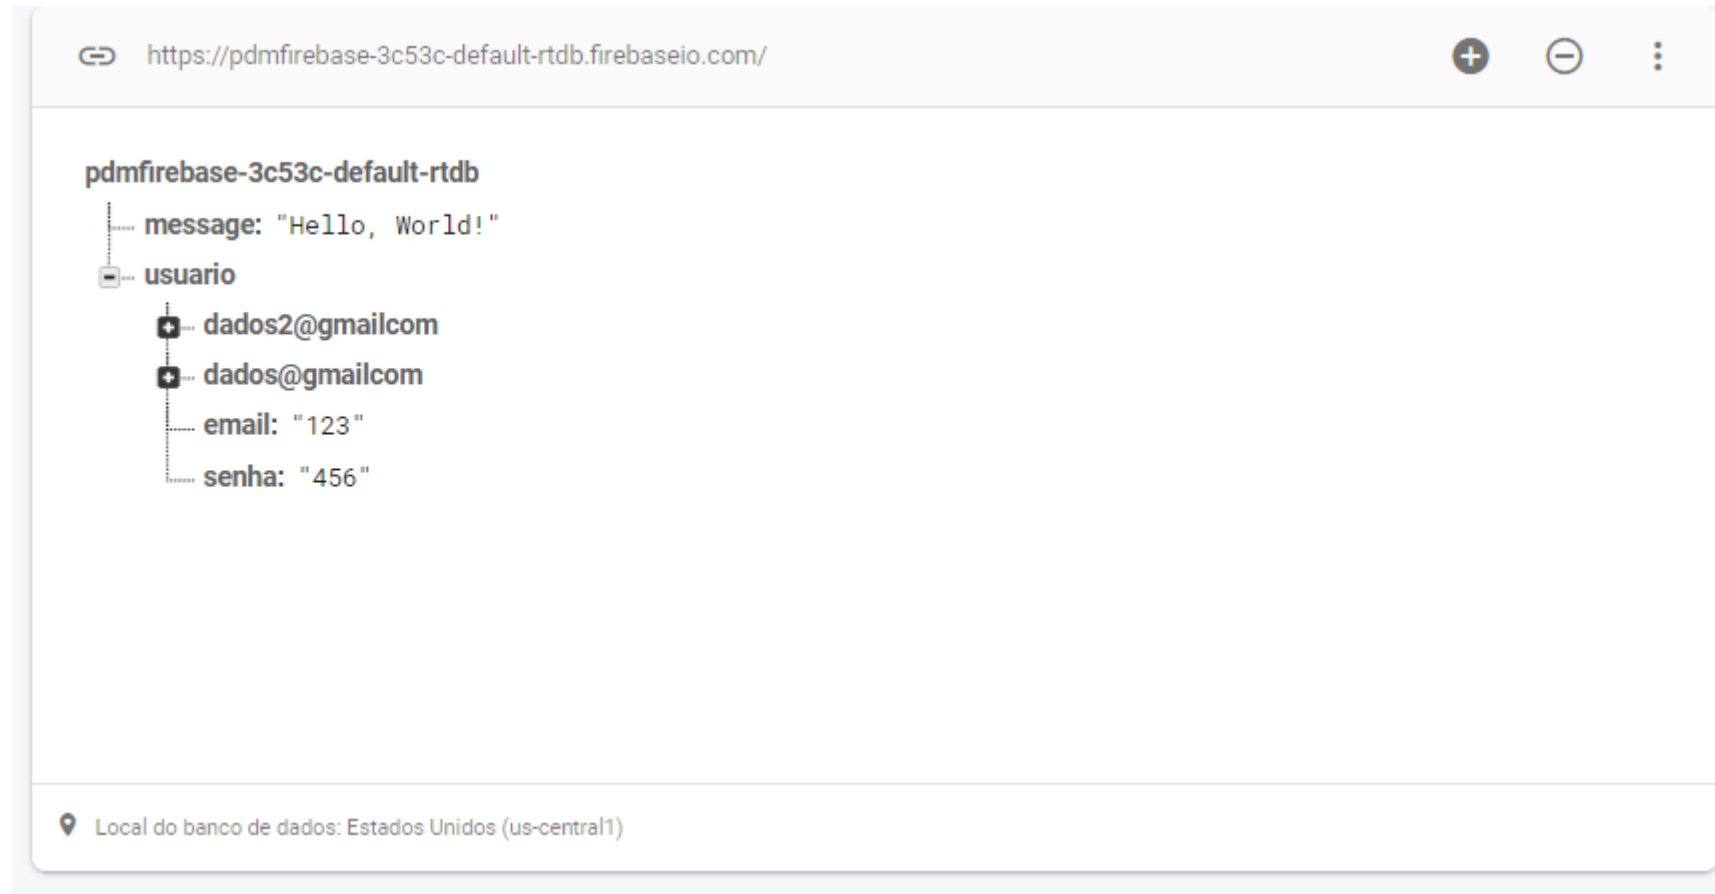 https://pdmfirebase-3c53c-default-rtdb.firebaseio.com/
pdmfirebase-3c53c-default-rtdb
message: "Hello, World!"
usuario
dados2@gmailcom
dados@gmailcom
email: "123"
senha: "456"
Local do banco de dados: Estados Unidos (us-central1)